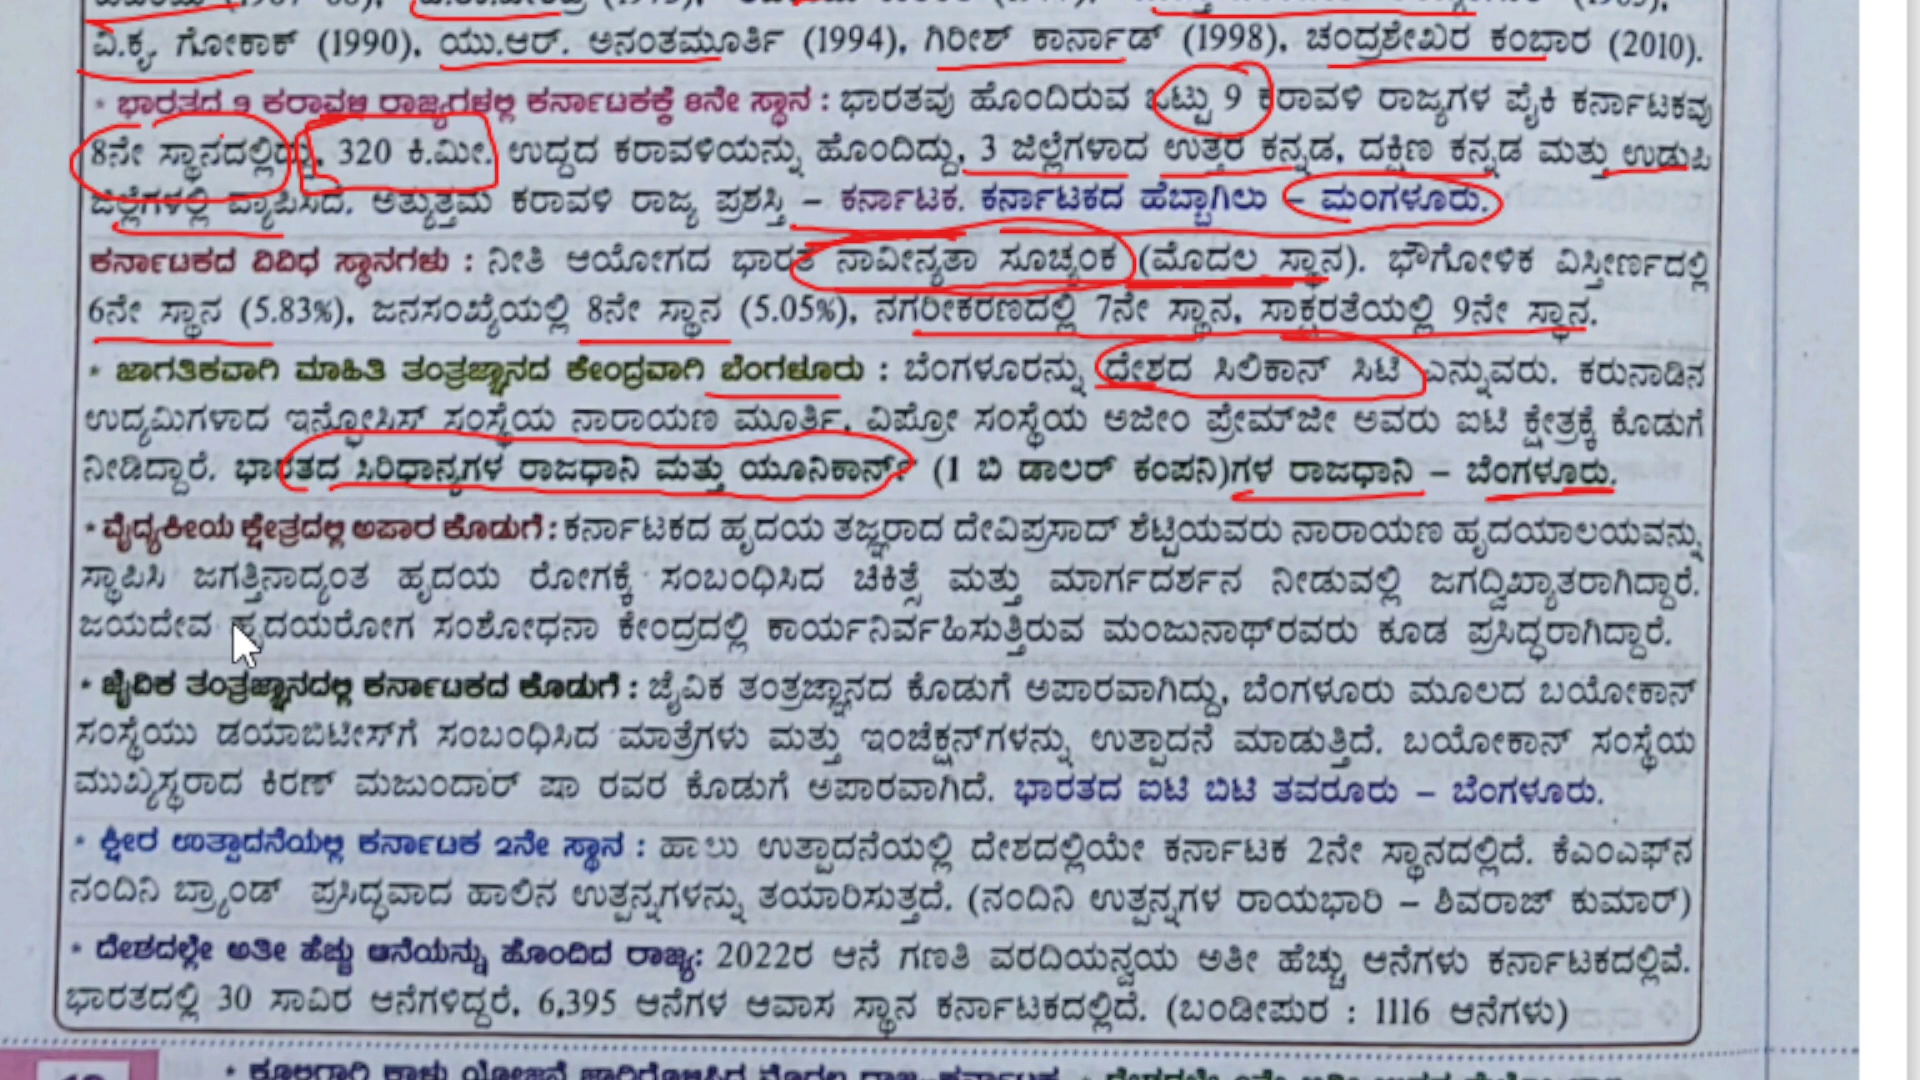 ವಿ.ಕೃ. ಗೋಕಾಕ್ (1990), ಯು.ಆರ್. ಅನಂತಮೂರ್ತಿ (1994), ಗಿರೀಶ್ ಕಾರ್ನಾಡ್ (1998), ಚಂದ್ರಶೇಖರ ಕಂಬಾರ (2010).
* ಭಾರತದ 9 ಕರಾವಳಿ ರಾಜ್ಯಗಳಲ್ಲಿ ಕರ್ನಾಟಕಕ್ಕೆ 8ನೇ ಸ್ಥಾನ : ಭಾರತವು ಹೊಂದಿರುವ ಒಟ್ಟು 9 ಕರಾವಳಿ ರಾಜ್ಯಗಳ ಪೈಕಿ ಕರ್ನಾಟಕವು
8ನೇ ಸ್ಥಾನದಲ್ಲಿದ್ದು, 320 ಕಿ.ಮೀ. ಉದ್ದದ ಕರಾವಳಿಯನ್ನು ಹೊಂದಿದ್ದು, 3 ಜಿಲ್ಲೆಗಳಾದ ಉತ್ತರ ಕನ್ನಡ, ದಕ್ಷಿಣ ಕನ್ನಡ ಮತ್ತು ಉಡುಪಿ
ಜಿಲ್ಲೆಗಳಲ್ಲಿ ವ್ಯಾಪಿಸಿದೆ. ಅತ್ಯುತ್ತಮ ಕರಾವಳಿ ರಾಜ್ಯ ಪ್ರಶಸ್ತಿ – ಕರ್ನಾಟಕ. ಕರ್ನಾಟಕದ ಹೆಬ್ಬಾಗಿಲು – ಮಂಗಳೂರು.
ಕರ್ನಾಟಕದ ವಿವಿಧ ಸ್ಥಾನಗಳು : ನೀತಿ ಆಯೋಗದ ಭಾರತ ನಾವೀನ್ಯತಾ ಸೂಚ್ಯಂಕ (ಮೊದಲ ಸ್ಥಾನ). ಭೌಗೋಳಿಕ ವಿಸ್ತೀರ್ಣದಲ್ಲಿ
6ನೇ ಸ್ಥಾನ (5.83%), ಜನಸಂಖ್ಯೆಯಲ್ಲಿ 8ನೇ ಸ್ಥಾನ (5.05%), ನಗರೀಕರಣದಲ್ಲಿ 7ನೇ ಸ್ಥಾನ, ಸಾಕ್ಷರತೆಯಲ್ಲಿ 9ನೇ ಸ್ಥಾನ.
* ಜಾಗತಿಕವಾಗಿ ಮಾಹಿತಿ ತಂತ್ರಜ್ಞಾನದ ಕೇಂದ್ರವಾಗಿ ಬೆಂಗಳೂರು : ಬೆಂಗಳೂರನ್ನು ದೇಶದ ಸಿಲಿಕಾನ್ ಸಿಟಿ ಎನ್ನುವರು. ಕರುನಾಡಿನ
ಉದ್ಯಮಿಗಳಾದ ಇನ್ಫೋಸಿಸ್ ಸಂಸ್ಥೆಯ ನಾರಾಯಣ ಮೂರ್ತಿ, ವಿಪ್ರೋ ಸಂಸ್ಥೆಯ ಅಜೀಂ ಪ್ರೇಮ್‌ಜೀ ಅವರು ಐಟಿ ಕ್ಷೇತ್ರಕ್ಕೆ ಕೊಡುಗೆ
ನೀಡಿದ್ದಾರೆ. ಭಾರತದ ಸಿರಿಧಾನ್ಯಗಳ ರಾಜಧಾನಿ ಮತ್ತು ಯೂನಿಕಾರ್ನ್ (1 ಬಿ ಡಾಲರ್ ಕಂಪನಿ)ಗಳ ರಾಜಧಾನಿ – ಬೆಂಗಳೂರು.
* ವೈದ್ಯಕೀಯ ಕ್ಷೇತ್ರದಲ್ಲಿ ಅಪಾರ ಕೊಡುಗೆ : ಕರ್ನಾಟಕದ ಹೃದಯ ತಜ್ಞರಾದ ದೇವಿಪ್ರಸಾದ್ ಶೆಟ್ಟಿಯವರು ನಾರಾಯಣ ಹೃದಯಾಲಯವನ್ನು
ಸ್ಥಾಪಿಸಿ ಜಗತ್ತಿನಾದ್ಯಂತ ಹೃದಯ ರೋಗಕ್ಕೆ ಸಂಬಂಧಿಸಿದ ಚಿಕಿತ್ಸೆ ಮತ್ತು ಮಾರ್ಗದರ್ಶನ ನೀಡುವಲ್ಲಿ ಜಗದ್ವಿಖ್ಯಾತರಾಗಿದ್ದಾರೆ.
ಜಯದೇವ ಹೃದಯರೋಗ ಸಂಶೋಧನಾ ಕೇಂದ್ರದಲ್ಲಿ ಕಾರ್ಯನಿರ್ವಹಿಸುತ್ತಿರುವ ಮಂಜುನಾಥ್‌ರವರು ಕೂಡ ಪ್ರಸಿದ್ಧರಾಗಿದ್ದಾರೆ.
* ಜೈವಿಕ ತಂತ್ರಜ್ಞಾನದಲ್ಲಿ ಕರ್ನಾಟಕದ ಕೊಡುಗೆ : ಜೈವಿಕ ತಂತ್ರಜ್ಞಾನದ ಕೊಡುಗೆ ಅಪಾರವಾಗಿದ್ದು, ಬೆಂಗಳೂರು ಮೂಲದ ಬಯೋಕಾನ್
ಸಂಸ್ಥೆಯು ಡಯಾಬಿಟೀಸ್‌ಗೆ ಸಂಬಂಧಿಸಿದ ಮಾತ್ರೆಗಳು ಮತ್ತು ಇಂಜೆಕ್ಷನ್‌ಗಳನ್ನು ಉತ್ಪಾದನೆ ಮಾಡುತ್ತಿದೆ. ಬಯೋಕಾನ್ ಸಂಸ್ಥೆಯ
ಮುಖ್ಯಸ್ಥರಾದ ಕಿರಣ್ ಮಜುಂದಾರ್ ಷಾ ರವರ ಕೊಡುಗೆ ಅಪಾರವಾಗಿದೆ. ಭಾರತದ ಐಟಿ ಬಿಟಿ ತವರೂರು – ಬೆಂಗಳೂರು.
* ಕ್ಷೀರ ಉತ್ಪಾದನೆಯಲ್ಲಿ ಕರ್ನಾಟಕ 2ನೇ ಸ್ಥಾನ : ಹಾಲು ಉತ್ಪಾದನೆಯಲ್ಲಿ ದೇಶದಲ್ಲಿಯೇ ಕರ್ನಾಟಕ 2ನೇ ಸ್ಥಾನದಲ್ಲಿದೆ. ಕೆಎಂಎಫ್‌ನ
ನಂದಿನಿ ಬ್ರ್ಯಾಂಡ್ ಪ್ರಸಿದ್ಧವಾದ ಹಾಲಿನ ಉತ್ಪನ್ನಗಳನ್ನು ತಯಾರಿಸುತ್ತದೆ. (ನಂದಿನಿ ಉತ್ಪನ್ನಗಳ ರಾಯಭಾರಿ – ಶಿವರಾಜ್ ಕುಮಾರ್)
* ದೇಶದಲ್ಲೇ ಅತೀ ಹೆಚ್ಚು ಆನೆಯನ್ನು ಹೊಂದಿದ ರಾಜ್ಯ: 2022ರ ಆನೆ ಗಣತಿ ವರದಿಯನ್ವಯ ಅತೀ ಹೆಚ್ಚು ಆನೆಗಳು ಕರ್ನಾಟಕದಲ್ಲಿವೆ.
ಭಾರತದಲ್ಲಿ 30 ಸಾವಿರ ಆನೆಗಳಿದ್ದರೆ, 6,395 ಆನೆಗಳ ಆವಾಸ ಸ್ಥಾನ ಕರ್ನಾಟಕದಲ್ಲಿದೆ. (ಬಂಡೀಪುರ : 1116 ಆನೆಗಳು)